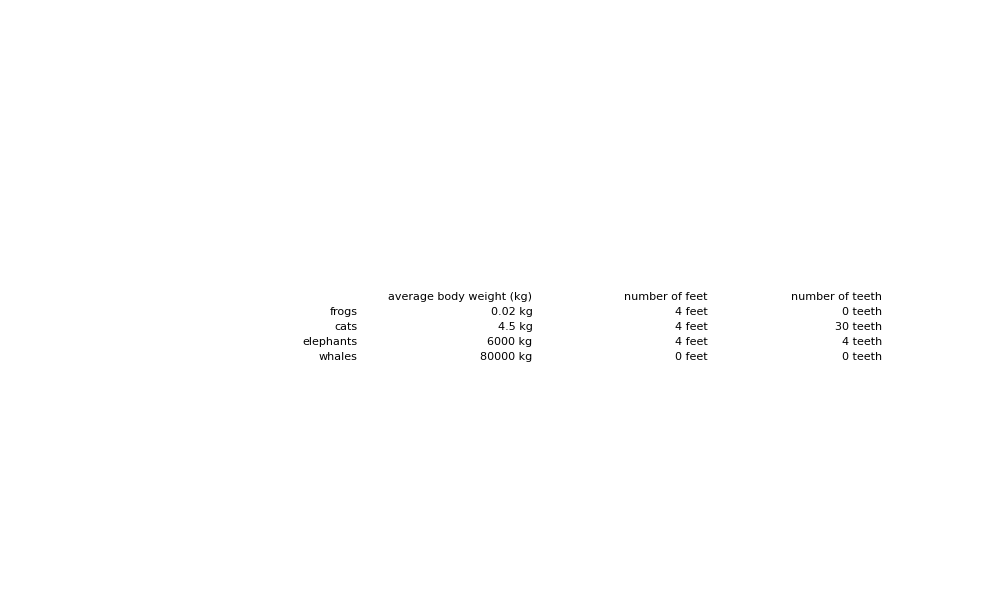 average body weight (kg) number of feet number of teeth
frogs 0.02 kg 4 feet 0 teeth
cats 4.5 kg 4 feet 30 teeth
elephants 6000 kg 4 feet 4 teeth
whales 80000 kg 0 feet 0 teeth